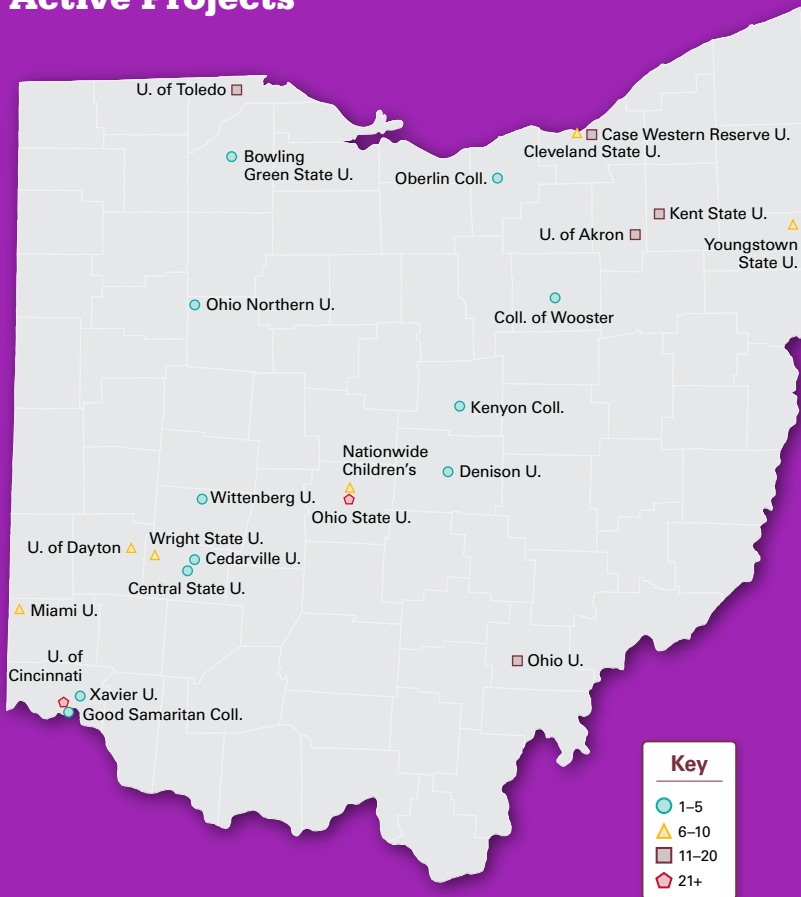 Active Projects
U. of Toledo
Case Western Reserve U.
Cleveland State U.
Bowling
Green State U.
Oberlin Coll.
Kent State U.
U. of Akron
Youngstown
State U.
Ohio Northern U.
Coll. of Wooster
Kenyon Coll.
Nationwide
Children's
Denison U.
Wittenberg U.
Ohio State U.
Wright State U.
U. of Dayton
Cedarville U.
Central State U.
Miami U.
U. of
Cincinnati
Ohio U.
Xavier U.
Good Samaritan Coll.
Key
1–5
6–10
11–20
21+